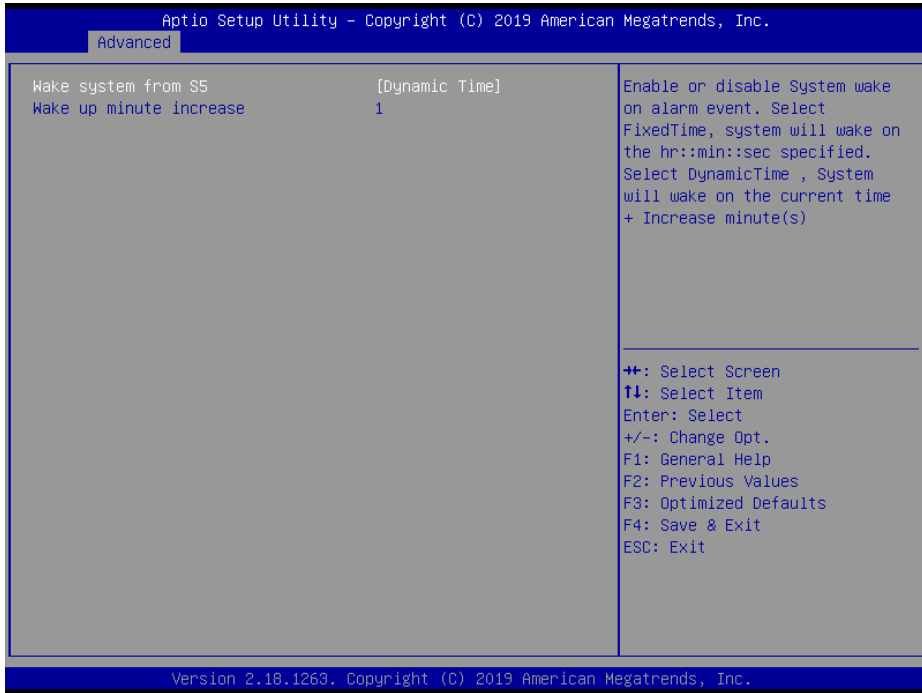 Aptio Setup Utility – Copyright (C) 2019 American Megatrends, Inc.
Advanced
Wake system from S5 [Dynamic Time]
Wake up minute increase 1
Enable or disable System wake
on alarm event. Select
FixedTime, system will wake on
the hr::min::sec specified.
Select DynamicTime , System
will wake on the current time
+ Increase minute(s)
→←: Select Screen
↑↓: Select Item
Enter: Select
+/-: Change Opt.
F1: General Help
F2: Previous Values
F3: Optimized Defaults
F4: Save & Exit
ESC: Exit
Version 2.18.1263. Copyright (C) 2019 American Megatrends, Inc.